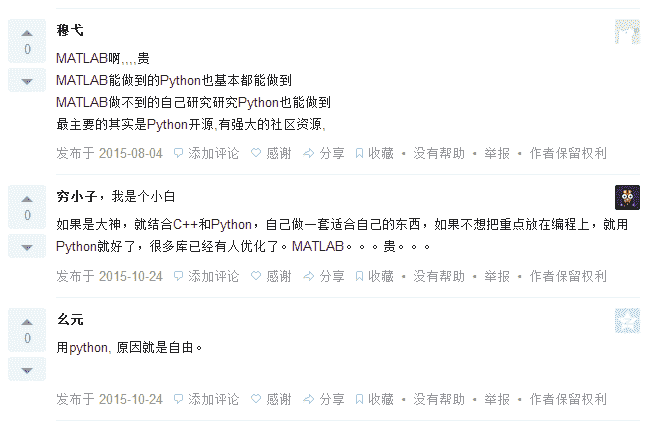 穆弋
0
MATLAB啊,,,,贵
MATLAB能做到的Python也基本都能做到
MATLAB做不到的自己研究研究Python也能做到
最主要的其实是Python开源,有强大的社区资源,
发布于 2015-08-04 添加评论 感谢 分享 收藏 • 没有帮助 • 举报 • 作者保留权利
穷小子，我是个小白
0
如果是大神，就结合C++和Python，自己做一套适合自己的东西，如果不想把重点放在编程上，就用
Python就好了，很多库已经有人优化了。MATLAB。。。贵。。。
发布于 2015-10-24 添加评论 感谢 分享 收藏 • 没有帮助 • 举报 • 作者保留权利
幺元
0
用python, 原因就是自由。
发布于 2015-10-24 添加评论 感谢 分享 收藏 • 没有帮助 • 举报 • 作者保留权利